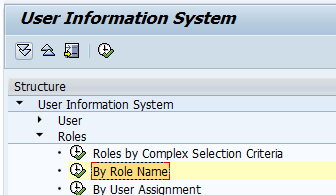 User Information System
Structure
User Information System
User
Roles
Roles by Complex Selection Criteria
By Role Name
By User Assignment